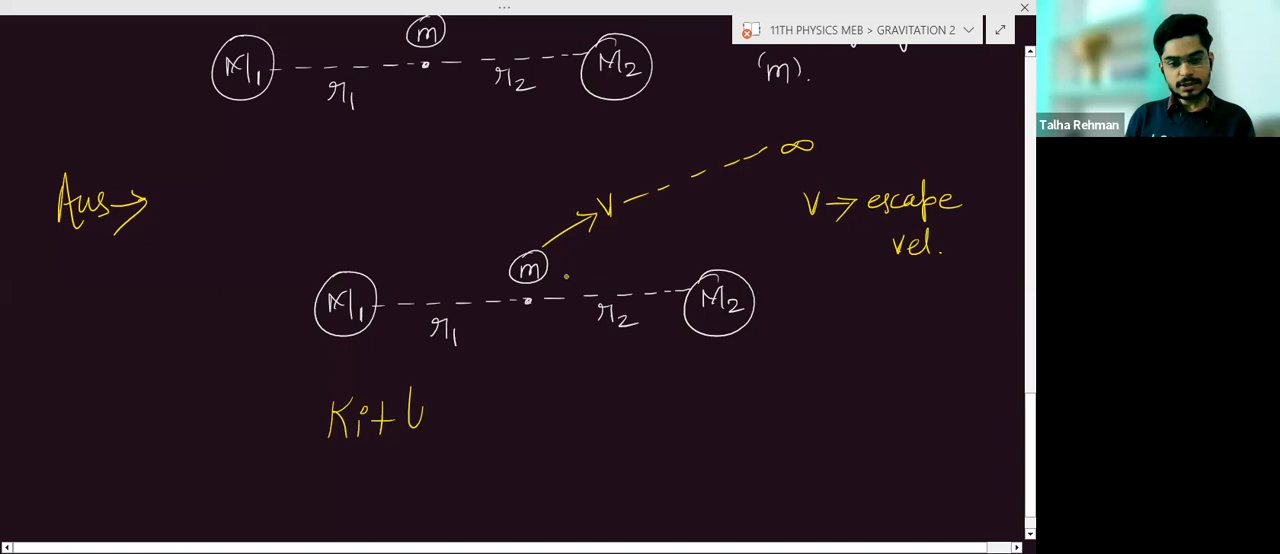 11TH PHYSICS MEB > GRAVITATION 2
m
M1 r1 r2 M2
(m).
Talha Rehman
∞
Ans→ V V → escape
vel.
m
M1 r1 r2 M2
Ki+U